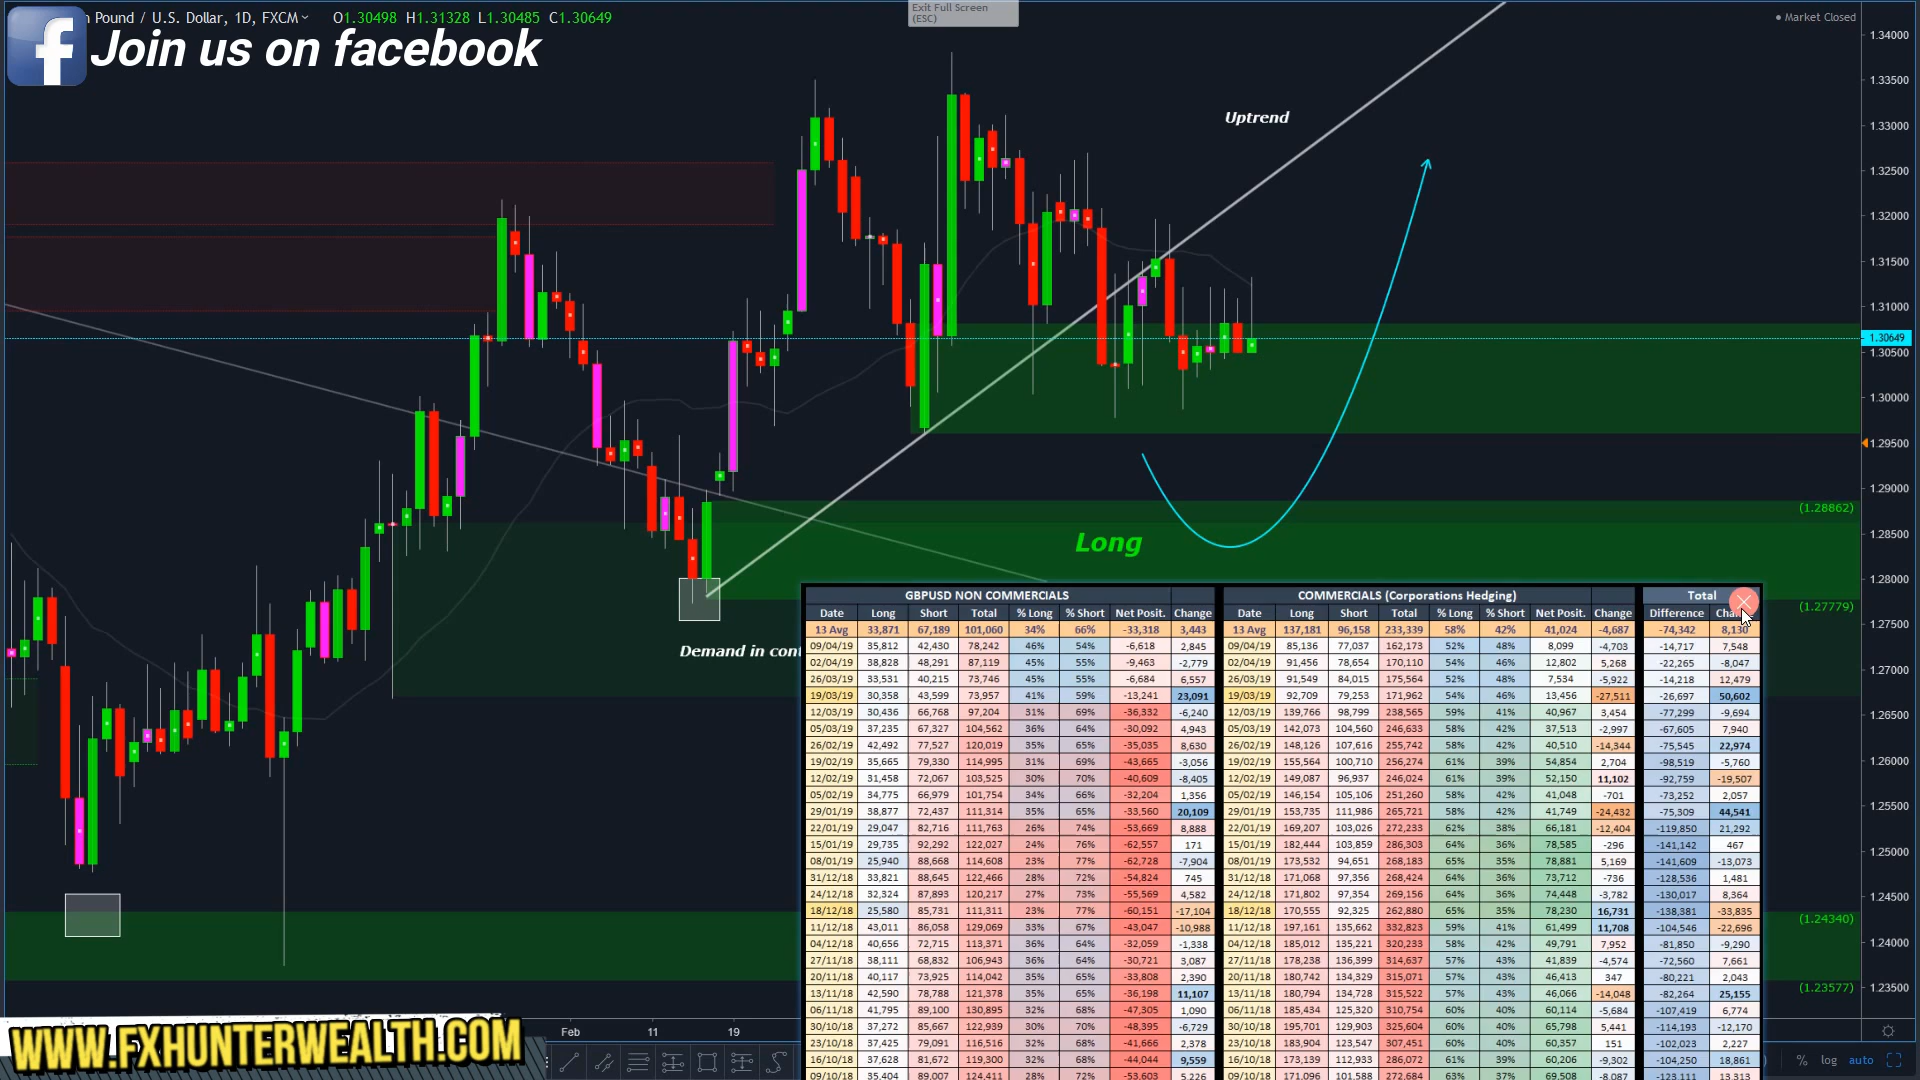 n Pound / U.S. Dollar, 1D, FXCM O1.30498 H1.31328 L1.30485 C1.30649
Exit Full Screen
(ESC)
Market Closed
Join us on facebook
Uptrend
Long
Demand in cont
1.34000
1.33500
1.33000
1.32500
1.32000
1.31500
1.31000
1.30649
1.30500
1.30000
1.29500
1.29000
(1.28862)
1.28500
1.28000
(1.27779)
1.27500
1.27000
1.26500
1.26000
1.25500
1.25000
1.24500
(1.24340)
1.24000
(1.23577)
1.23500
GBPUSD NON COMMERCIALS COMMERCIALS (Corporations Hedging) Total
Date Long Short Total % Long % Short Net Posit. Change Date Long Short Total % Long % Short Net Posit. Change Difference
13 Avg 33,871 67,189 101,060 34% 66% -33,318 3,443 13 Avg 137,181 96,158 233,339 58% 42% 41,024 -4,687 -74,342 8,130
09/04/19 35,812 42,430 78,242 46% 54% -6,618 2,845 09/04/19 85,136 77,037 162,173 52% 48% 8,099 -4,703 -14,717 7,548
02/04/19 38,828 48,291 87,119 45% 55% -9,463 -2,779 02/04/19 91,456 78,654 170,110 54% 46% 12,802 5,268 -22,265 -8,047
26/03/19 33,531 40,215 73,746 45% 55% -6,684 6,557 26/03/19 91,549 84,015 175,564 52% 48% 7,534 -5,922 -14,218 12,479
19/03/19 30,358 43,599 73,957 41% 59% -13,241 23,091 19/03/19 92,709 79,253 171,962 54% 46% 13,456 -27,511 -26,697 50,602
12/03/19 30,436 66,768 97,204 31% 69% -36,332 -6,240 12/03/19 139,766 98,799 238,565 59% 41% 40,967 3,454 -77,299 -9,694
05/03/19 37,235 67,327 104,562 36% 64% -30,092 4,943 05/03/19 142,073 104,560 246,633 58% 42% 37,513 -2,997 -67,605 7,940
26/02/19 42,492 77,527 120,019 35% 65% -35,035 8,630 26/02/19 148,126 107,616 255,742 58% 42% 40,510 -14,344 -75,545 22,974
19/02/19 35,665 79,330 114,995 31% 69% -43,665 -3,056 19/02/19 155,564 100,710 256,274 61% 39% 54,854 2,704 -98,519 -5,760
12/02/19 31,458 72,067 103,525 30% 70% -40,609 -8,405 12/02/19 149,087 96,937 246,024 61% 39% 52,150 11,102 -92,759 -19,507
05/02/19 34,775 66,979 101,754 34% 66% -32,204 1,356 05/02/19 146,154 105,106 251,260 58% 42% 41,048 -701 -73,252 2,057
29/01/19 38,877 72,437 111,314 35% 65% -33,560 20,109 29/01/19 153,735 111,986 265,721 58% 42% 41,749 -24,432 -75,309 44,541
22/01/19 29,047 82,716 111,763 26% 74% -53,669 8,888 22/01/19 169,207 103,026 272,233 62% 38% 66,181 -12,404 -119,850 21,292
15/01/19 29,735 92,292 122,027 24% 76% -62,557 171 15/01/19 182,444 103,859 286,303 64% 36% 78,585 -296 -141,142 467
08/01/19 25,940 88,668 114,608 23% 77% -62,728 -7,904 08/01/19 173,532 94,651 268,183 65% 35% 78,881 5,169 -141,609 -13,073
31/12/18 33,821 88,645 122,466 28% 72% -54,824 745 31/12/18 171,068 97,356 268,424 64% 36% 73,712 -736 -128,536 1,481
24/12/18 32,324 87,893 120,217 27% 73% -55,569 4,582 24/12/18 171,802 97,354 269,156 64% 36% 74,448 -3,782 -130,017 8,364
18/12/18 25,580 85,731 111,311 23% 77% -60,151 -17,104 18/12/18 170,555 92,325 262,880 65% 35% 78,230 16,731 -138,381 -33,835
11/12/18 43,011 86,058 129,069 33% 67% -43,047 -10,988 11/12/18 197,161 135,662 332,823 59% 41% 61,499 11,708 -104,546 -22,696
04/12/18 40,656 72,715 113,371 36% 64% -32,059 -1,338 04/12/18 185,012 135,221 320,233 58% 42% 49,791 7,952 -81,850 -9,290
27/11/18 38,111 68,832 106,943 36% 64% -30,721 3,087 27/11/18 178,238 136,399 314,637 57% 43% 41,839 -4,574 -72,560 7,661
20/11/18 40,117 73,925 114,042 35% 65% -33,808 2,390 20/11/18 180,742 134,329 315,071 57% 43% 46,413 347 -80,221 2,043
13/11/18 42,590 78,788 121,378 35% 65% -36,198 11,107 13/11/18 180,794 134,728 315,522 57% 43% 46,066 -14,048 -82,264 25,155
06/11/18 41,795 89,100 130,895 32% 68% -47,305 1,090 06/11/18 185,434 125,320 310,754 60% 40% 60,114 -5,684 -107,419 6,774
30/10/18 37,272 85,667 122,939 30% 70% -48,395 -6,729 30/10/18 195,701 129,903 325,604 60% 40% 65,798 5,441 -114,193 -12,170
23/10/18 37,425 79,091 116,516 32% 68% -41,666 2,378 23/10/18 183,904 123,547 307,451 60% 40% 60,357 151 -102,023 2,227
16/10/18 37,628 81,672 119,300 32% 68% -44,044 9,559 16/10/18 173,139 112,933 286,072 61% 39% 60,206 -9,302 -104,250 18,861
09/10/18 35,404 89,007 124,411 28% 72% -53,603 5,226 09/10/18 171,096 101,588 272,684 63% 37% 69,508 -8,087 -123,111 13,313
Feb 11 19
WWW.FXHUNTERWEALTH.COM
% log auto